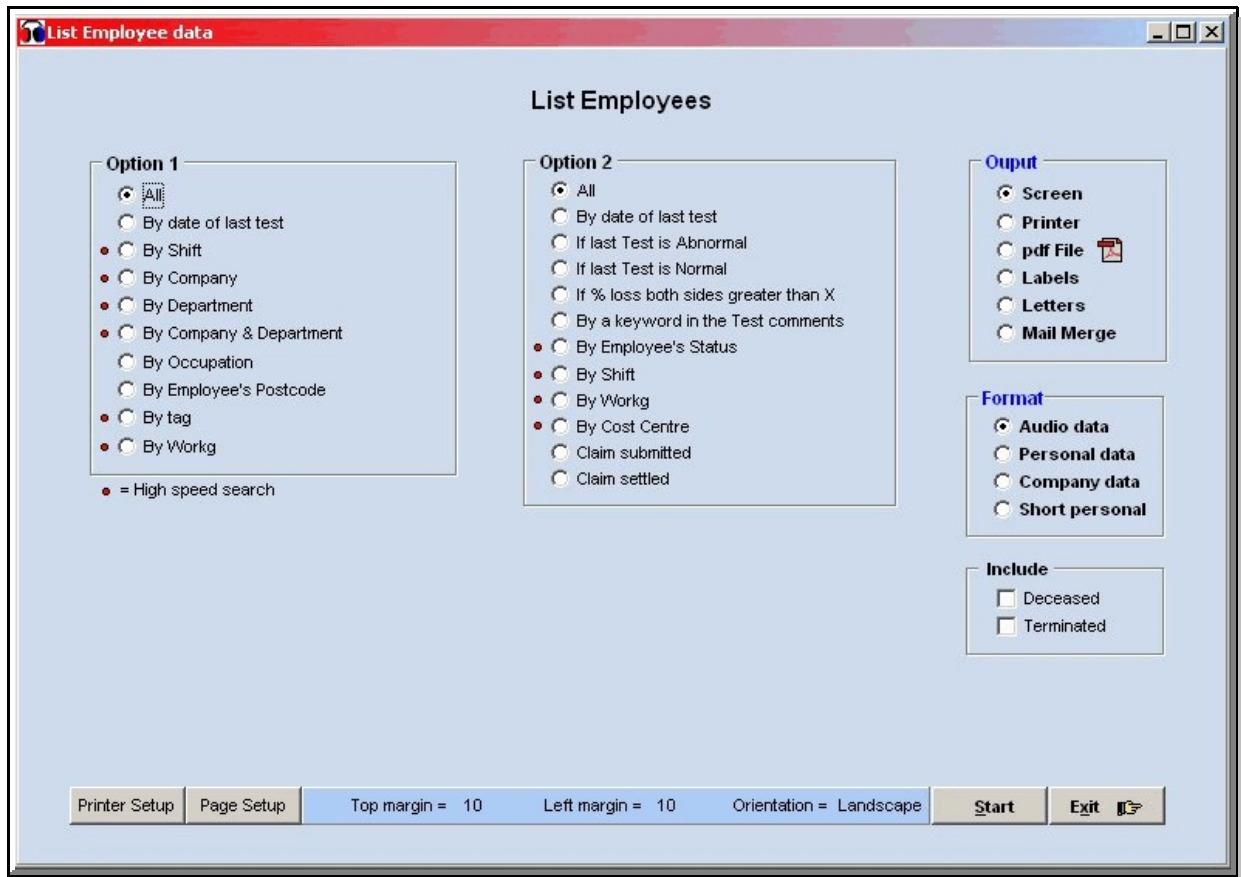 List Employee data
List Employees
Option 1
All
By date of last test
By Shift
By Company
By Department
By Company & Department
By Occupation
By Employee's Postcode
By tag
By Workg
= High speed search
Option 2
All
By date of last test
If last Test is Abnormal
If last Test is Normal
If % loss both sides greater than X
By a keyword in the Test comments
By Employee's Status
By Shift
By Workg
By Cost Centre
Claim submitted
Claim settled
Ouput
Screen
Printer
pdf File
Labels
Letters
Mail Merge
Format
Audio data
Personal data
Company data
Short personal
Include
Deceased
Terminated
Printer Setup Page Setup Top margin = 10 Left margin = 10 Orientation = Landscape Start Exit